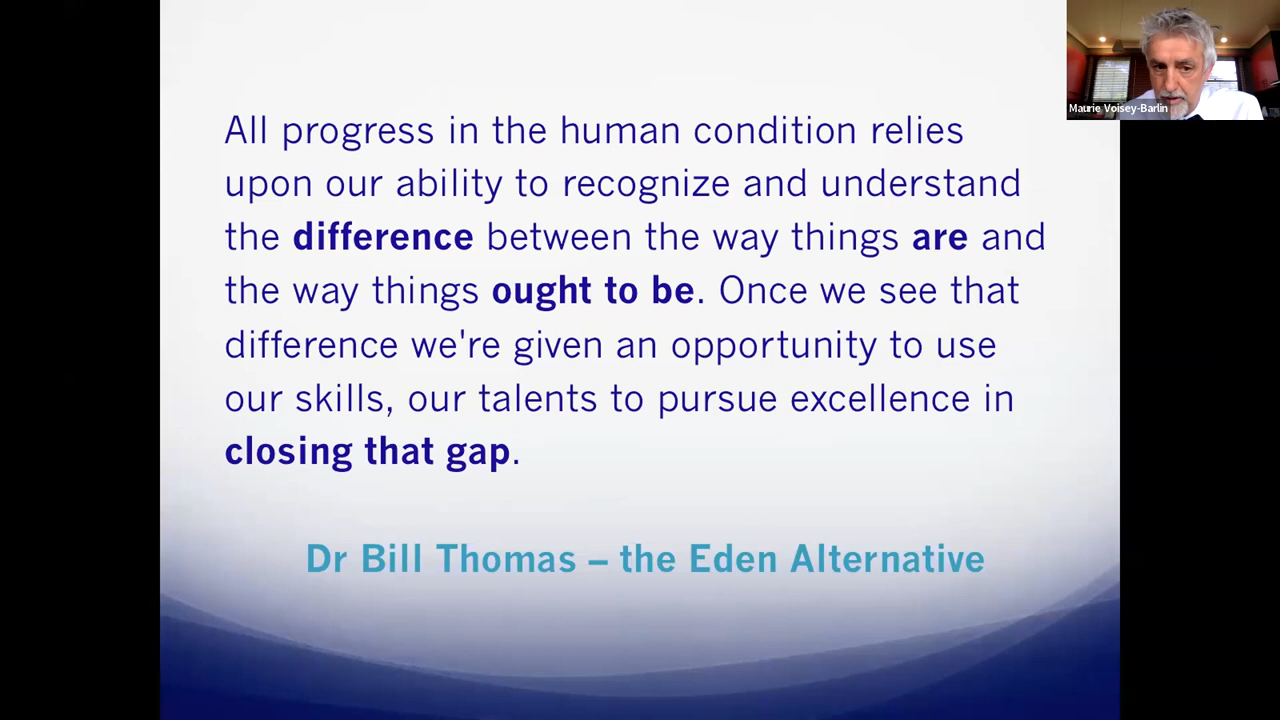 All progress in the human condition relies
upon our ability to recognize and understand
the difference between the way things are and
the way things ought to be. Once we see that
difference we're given an opportunity to use
our skills, our talents to pursue excellence in
closing that gap.
Dr Bill Thomas – the Eden Alternative
Maurie Voisey-Barlin